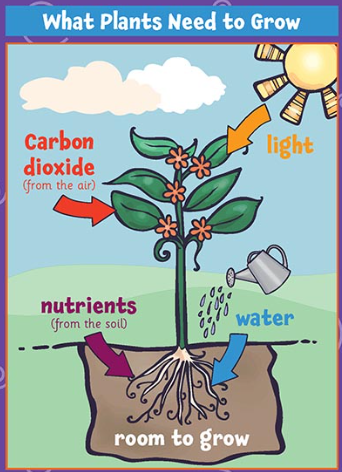 What Plants Need to Grow
Carbon
dioxide
(from the air)
light
nutrients
(from the soil)
water
room to grow